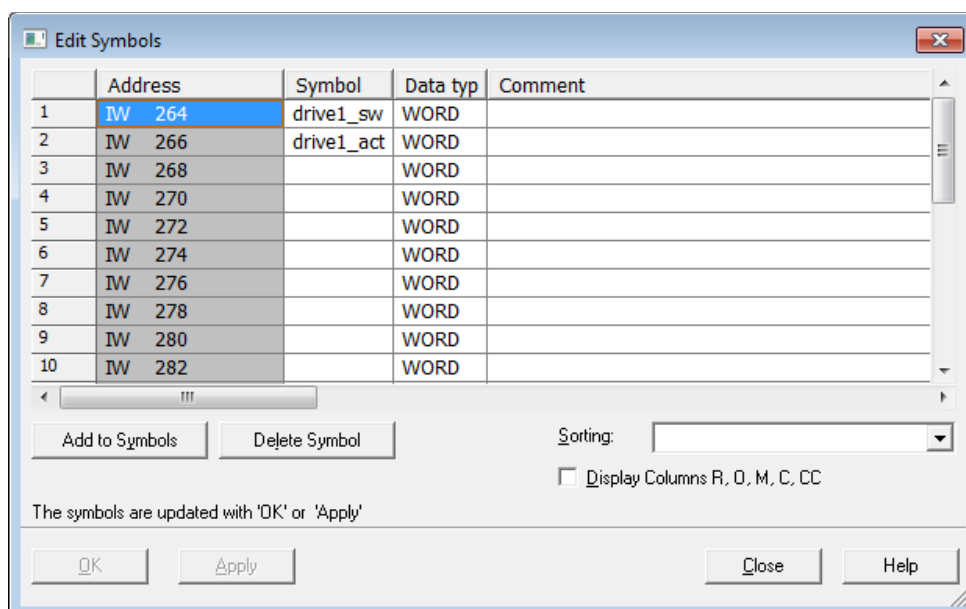 Edit Symbols
Address Symbol Data typ Comment
1 IW 264 drive1_sw WORD
2 IW 266 drive1_act WORD
3 IW 268 WORD
4 IW 270 WORD
5 IW 272 WORD
6 IW 274 WORD
7 IW 276 WORD
8 IW 278 WORD
9 IW 280 WORD
10 IW 282 WORD
Add to Symbols Delete Symbol Sorting:
Display Columns R, O, M, C, CC
The symbols are updated with 'OK' or 'Apply'
OK Apply Close Help